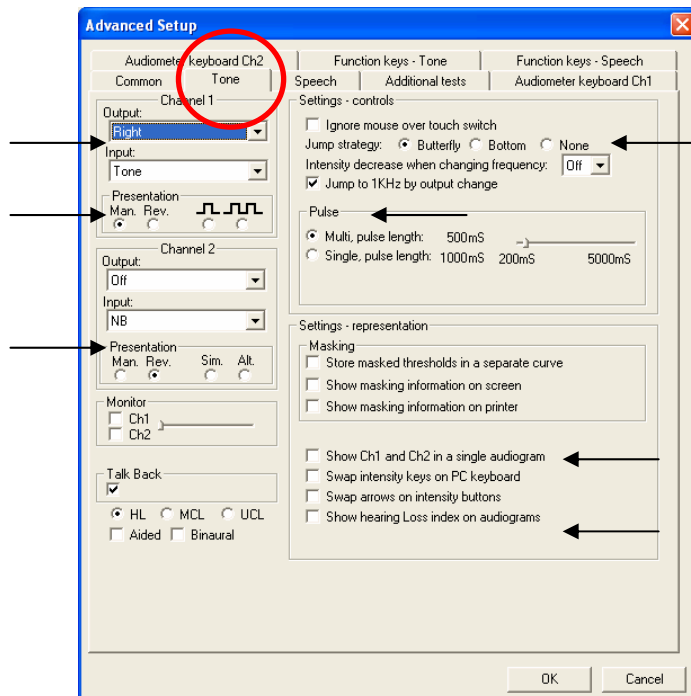 Advanced Setup
Audiometer keyboard Ch2
Function keys - Tone
Function keys - Speech
Common
Tone
Speech
Additional tests
Audiometer keyboard Ch1
Channel 1
Output:
Right
Input:
Tone
Presentation
Man. Rev.
Channel 2
Output:
Off
Input:
NB
Presentation
Man. Rev. Sim. Alt.
Monitor
Ch1
Ch2
Talk Back
HL MCL UCL
Aided Binaural
Settings - controls
Ignore mouse over touch switch
Jump strategy: Butterfly Bottom None
Intensity decrease when changing frequency: Off
Jump to 1KHz by output change
Pulse
Multi, pulse length: 500mS
Single, pulse length: 1000mS 200mS 5000mS
Settings - representation
Masking
Store masked thresholds in a separate curve
Show masking information on screen
Show masking information on printer
Show Ch1 and Ch2 in a single audiogram
Swap intensity keys on PC keyboard
Swap arrows on intensity buttons
Show hearing Loss index on audiograms
OK
Cancel